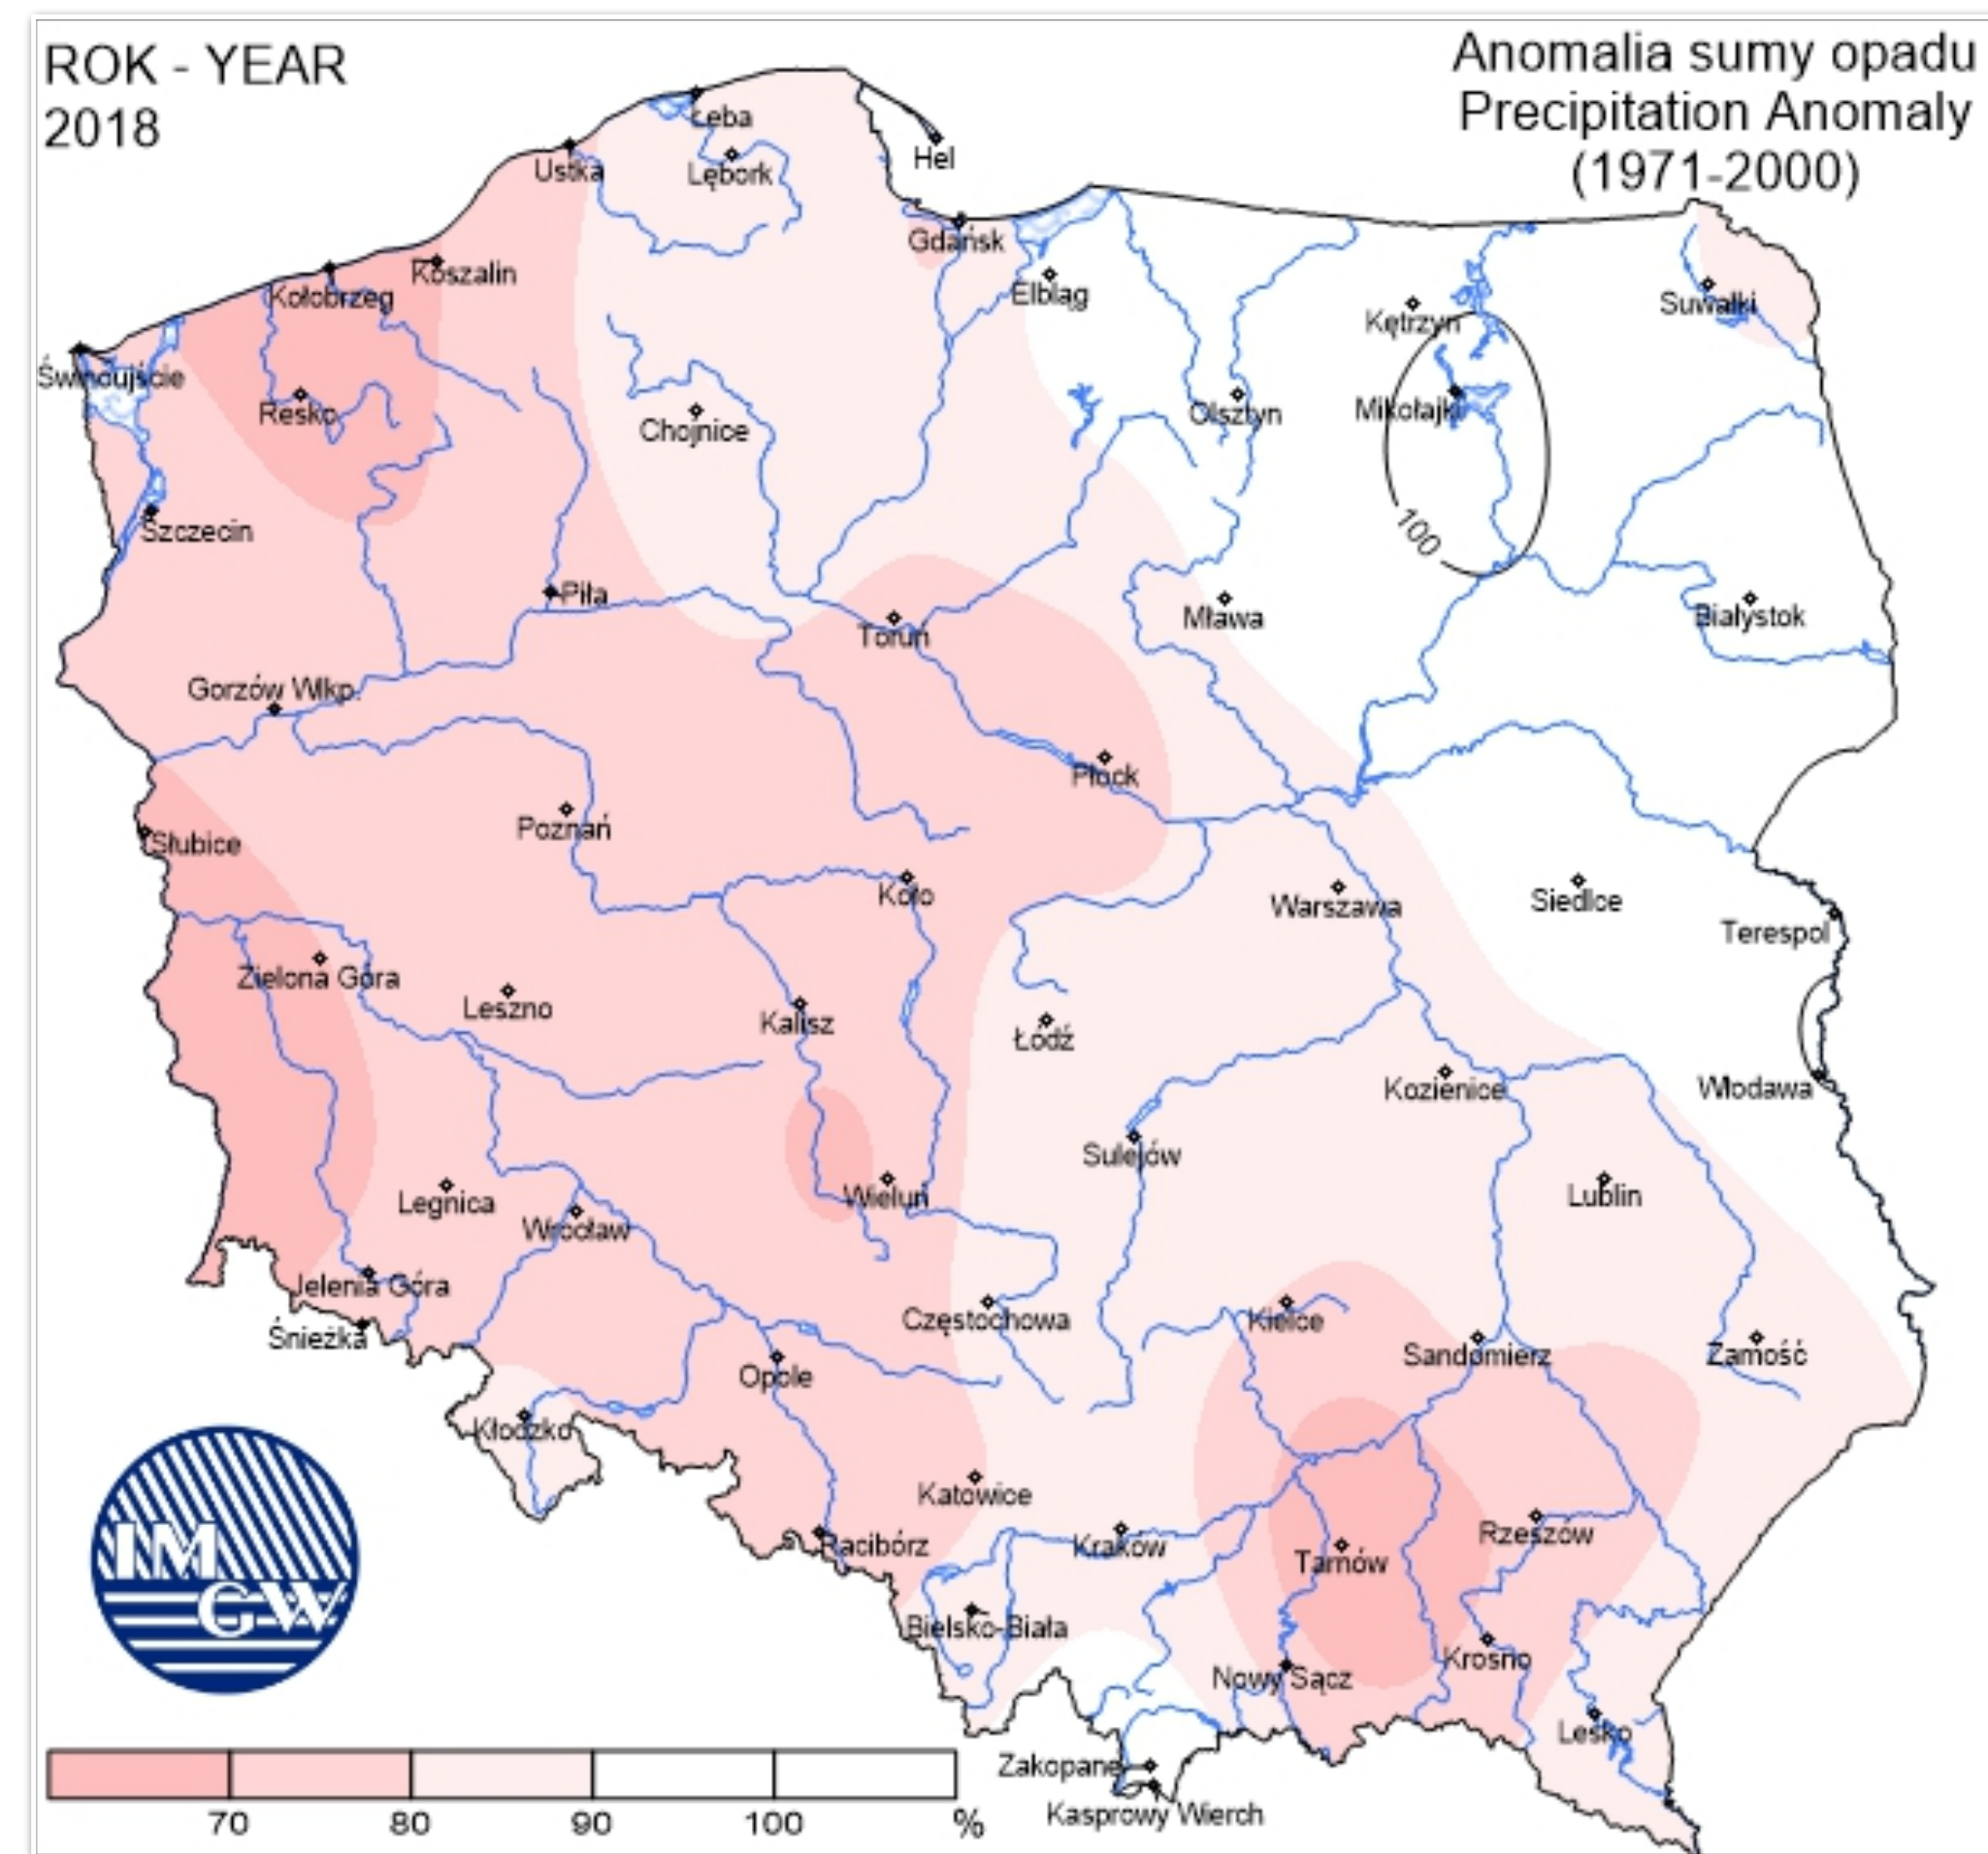 ROK - YEAR
2018
Anomalia sumy opadu
Precipitation Anomaly
(1971-2000)
Łeba
Ustka
Lębork
Hel
Gdańsk
Koszalin
Kołobrzeg
Elbląg
Suwałki
Kętrzyn
Świnoujście
Resko
Chojnice
Olsztyn
Mikołajki
Szczecin
100
Piła
Toruń
Mława
Białystok
Gorzów Wlkp.
Płock
Poznań
Słubice
Koło
Warszawa
Siedlce
Terespol
Zielona Góra
Leszno
Kalisz
Łódź
Kozienice
Włodawa
Sulejów
Legnica
Wrocław
Wieluń
Lublin
Jelenia Góra
Śnieżka
Częstochowa
Kielce
Sandomierz
Zamość
Opole
Kłodzko
Katowice
Racibórz
Kraków
Tarnów
Rzeszów
IM
GW
Bielsko-Biała
Nowy Sącz
Krosno
Lesko
Zakopane
Kasprowy Wierch
70 80 90 100 %